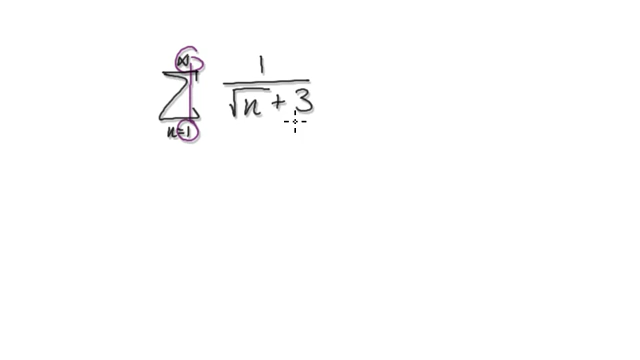 ∞
∑ 1/(√n + 3)
n=1